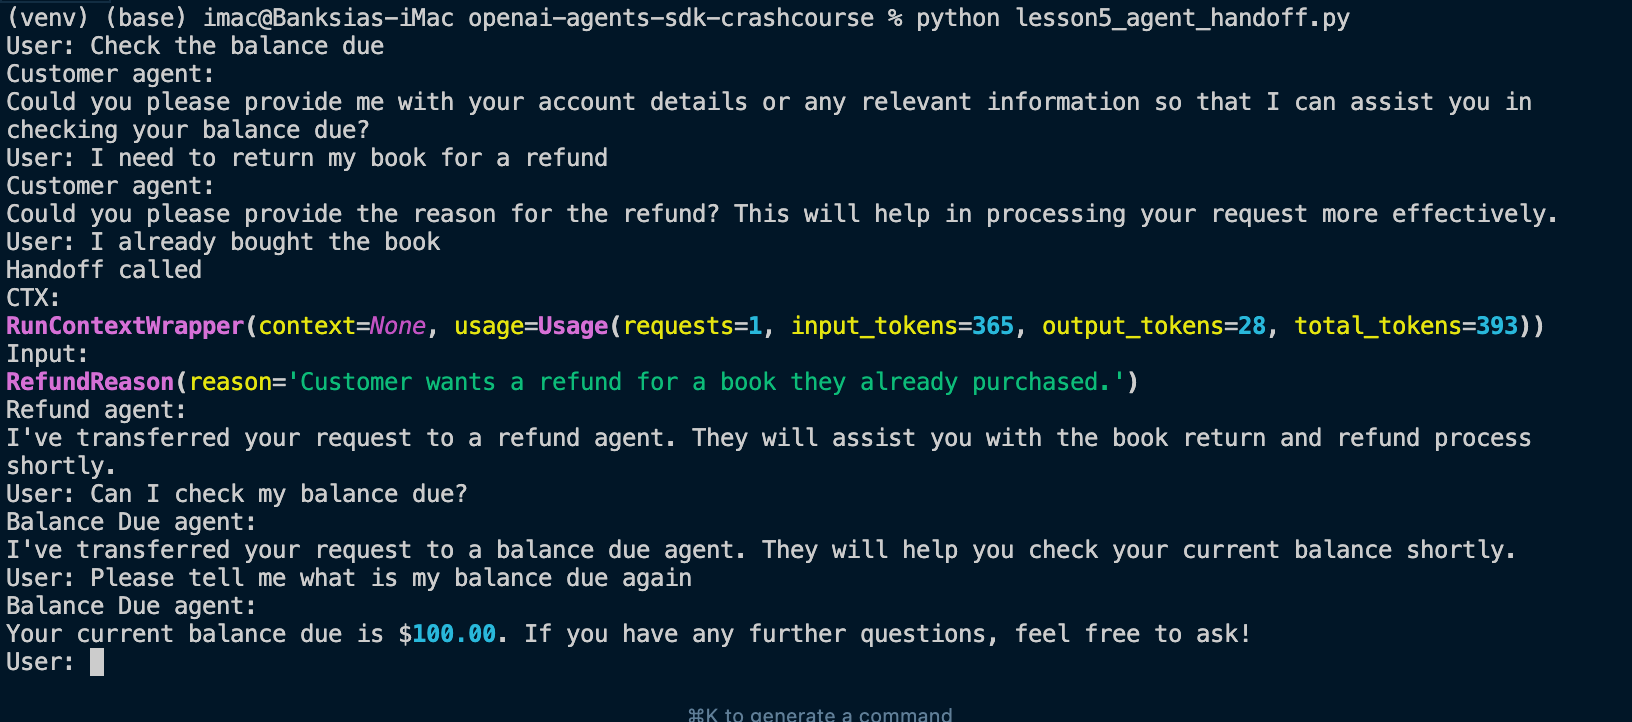 (venv) (base) imac@Banksias-iMac openai-agents-sdk-crashcourse % python lesson5_agent_handoff.py
User: Check the balance due
Customer agent:
Could you please provide me with your account details or any relevant information so that I can assist you in
checking your balance due?
User: I need to return my book for a refund
Customer agent:
Could you please provide the reason for the refund? This will help in processing your request more effectively.
User: I already bought the book
Handoff called
CTX:
RunContextWrapper(context=None, usage=Usage(requests=1, input_tokens=365, output_tokens=28, total_tokens=393))
Input:
RefundReason(reason='Customer wants a refund for a book they already purchased.')
Refund agent:
I've transferred your request to a refund agent. They will assist you with the book return and refund process
shortly.
User: Can I check my balance due?
Balance Due agent:
I've transferred your request to a balance due agent. They will help you check your current balance shortly.
User: Please tell me what is my balance due again
Balance Due agent:
Your current balance due is $100.00. If you have any further questions, feel free to ask!
User:
⌘K to generate a command